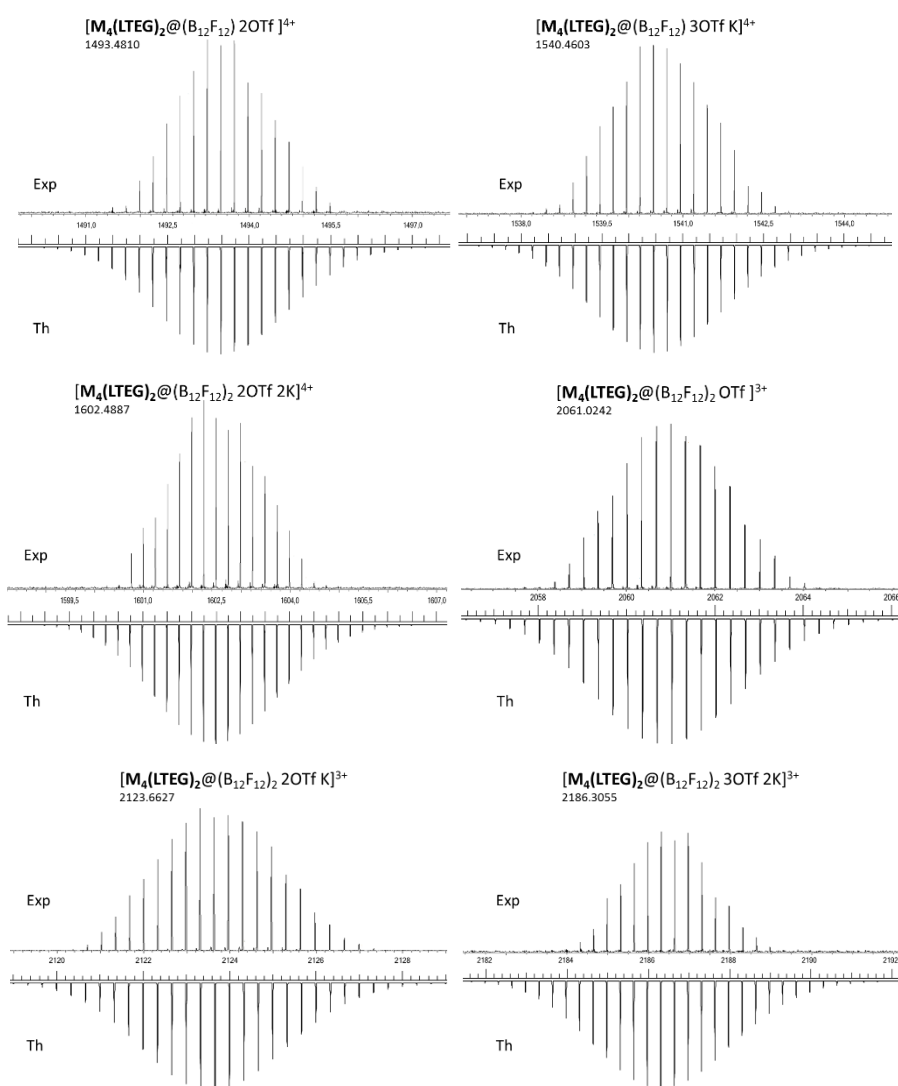 [M₄(LTEG)₂@(B₁₂F₁₂) 2OTf ]⁴⁺
1493.4810
Exp
1491,0 1492,5 1494,0 1495,5 1497,0
Th
[M₄(LTEG)₂@(B₁₂F₁₂) 3OTf K]⁴⁺
1540.4603
Exp
1538,0 1539,5 1541,0 1542,5 1544,0
Th
[M₄(LTEG)₂@(B₁₂F₁₂)₂ 2OTf 2K]⁴⁺
1602.4887
Exp
1599,5 1601,0 1602,5 1604,0 1605,5 1607,0
Th
[M₄(LTEG)₂@(B₁₂F₁₂)₂ OTf ]³⁺
2061.0242
Exp
2058 2060 2062 2064 2066
Th
[M₄(LTEG)₂@(B₁₂F₁₂)₂ 2OTf K]³⁺
2123.6627
Exp
2120 2122 2124 2126 2128
Th
[M₄(LTEG)₂@(B₁₂F₁₂)₂ 3OTf 2K]³⁺
2186.3055
Exp
2182 2184 2186 2188 2190 2192
Th